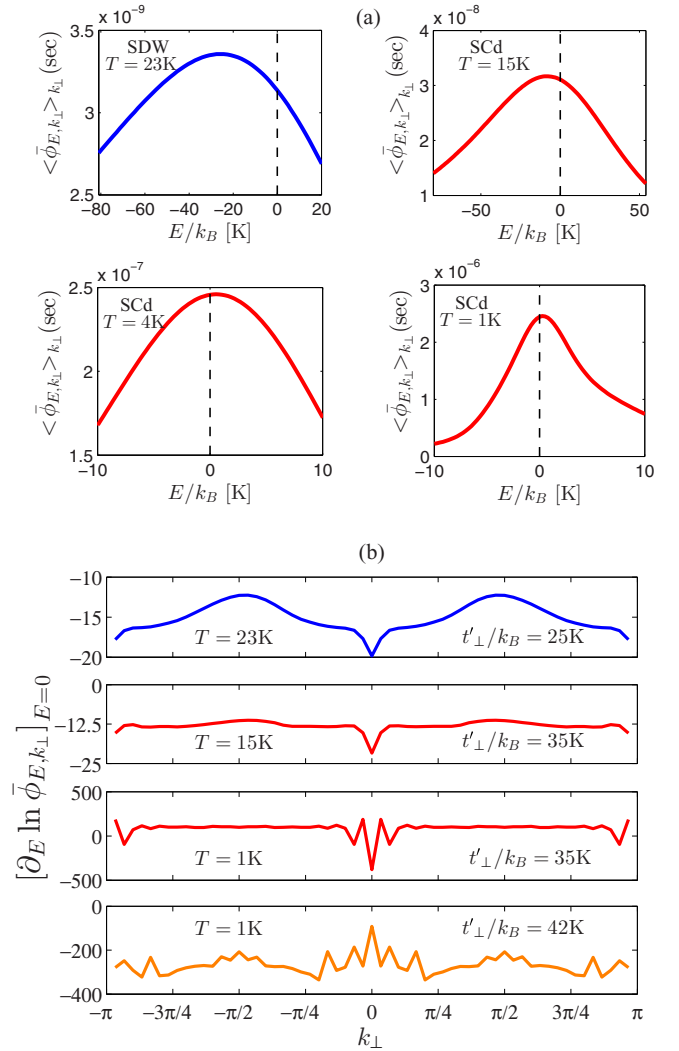 (a)
x 10⁻⁹
3.5
3
2.5
SDW
T = 23K
−80 −60 −40 −20 0 20
E/k_B [K]
<ϕ̄_{E,k⊥}>_{k⊥}(sec)
x 10⁻⁸
4
3
2
1
SCd
T = 15K
−50 0 50
E/k_B [K]
<ϕ̄_{E,k⊥}>_{k⊥}(sec)
x 10⁻⁷
2.5
2
1.5
SCd
T = 4K
−10 0 10
E/k_B [K]
<ϕ̄_{E,k⊥}>_{k⊥}(sec)
x 10⁻⁶
3
2
1
0
SCd
T = 1K
−10 0 10
E/k_B [K]
<ϕ̄_{E,k⊥}>_{k⊥}(sec)
(b)
−10
−15
−20
T = 23K t′⊥/k_B = 25K
0
−12.5
−25
T = 15K t′⊥/k_B = 35K
500
0
−500
T = 1K t′⊥/k_B = 35K
0
−200
−400
T = 1K t′⊥/k_B = 42K
−π −3π/4 −π/2 −π/4 0 π/4 π/2 3π/4 π
k⊥
[∂_E ln ϕ̄_{E,k⊥}]_{E=0}